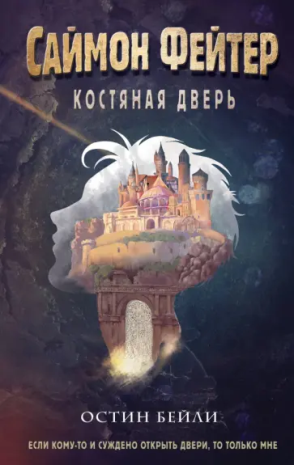 Саймон Фейтер
Костяная дверь
Остин Бейли
Если кому-то и суждено открыть двери, то только мне